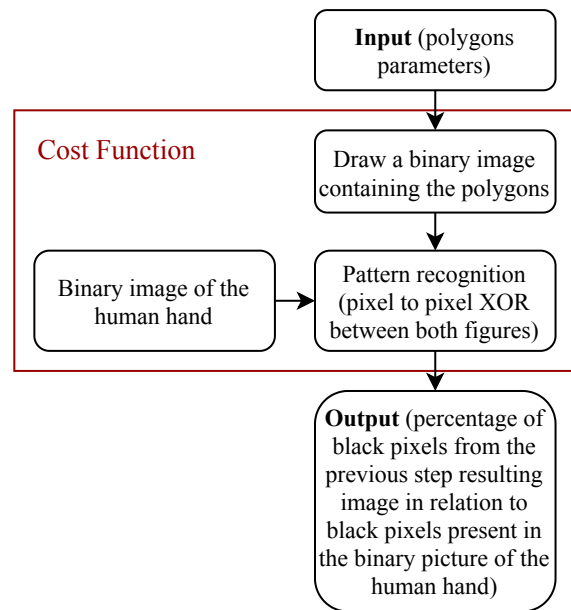 Input (polygons
parameters)
Cost Function
Draw a binary image
containing the polygons
Binary image of the
human hand
Pattern recognition
(pixel to pixel XOR
between both figures)
Output (percentage of
black pixels from the
previous step resulting
image in relation to
black pixels present in
the binary picture of the
human hand)